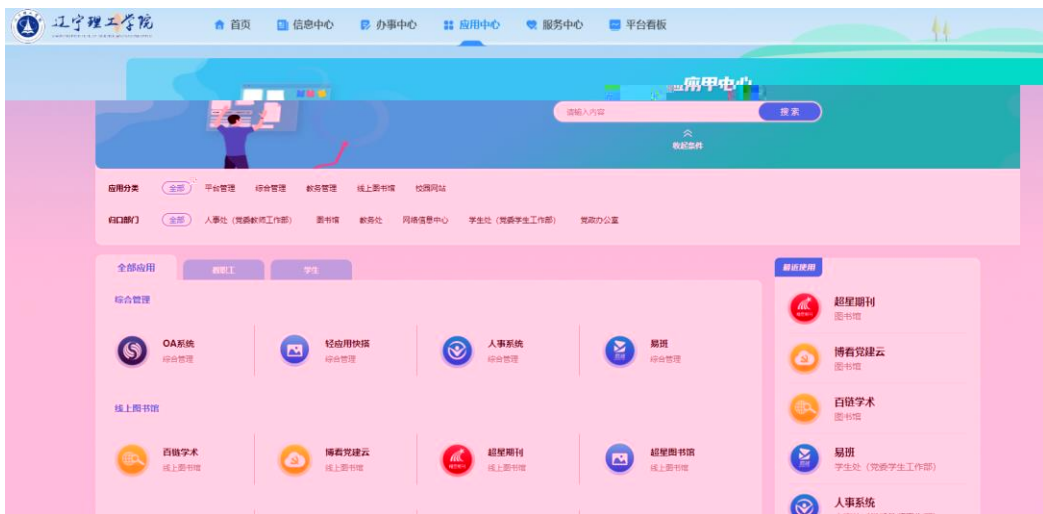 辽宁理工学院 首页 信息中心 办事中心 应用中心 服务中心 平台看板
请输入内容 搜索
收起条件
应用分类 全部 平台管理 综合管理 教务管理 线上图书馆 校园网站
归口部门 全部 人事处（党委教师工作部） 图书馆 教务处 网络信息中心 学生处（党委学生工作部） 党政办公室
全部应用 教职工 学生
综合管理
OA系统 轻应用快搭 人事系统 易班
综合管理 综合管理 综合管理 综合管理
线上图书馆
百链学术 博看党建云 超星期刊 超星图书馆
线上图书馆 线上图书馆 线上图书馆 线上图书馆
最近使用
超星期刊
图书馆
博看党建云
图书馆
百链学术
图书馆
易班
学生处（党委学生工作部）
人事系统